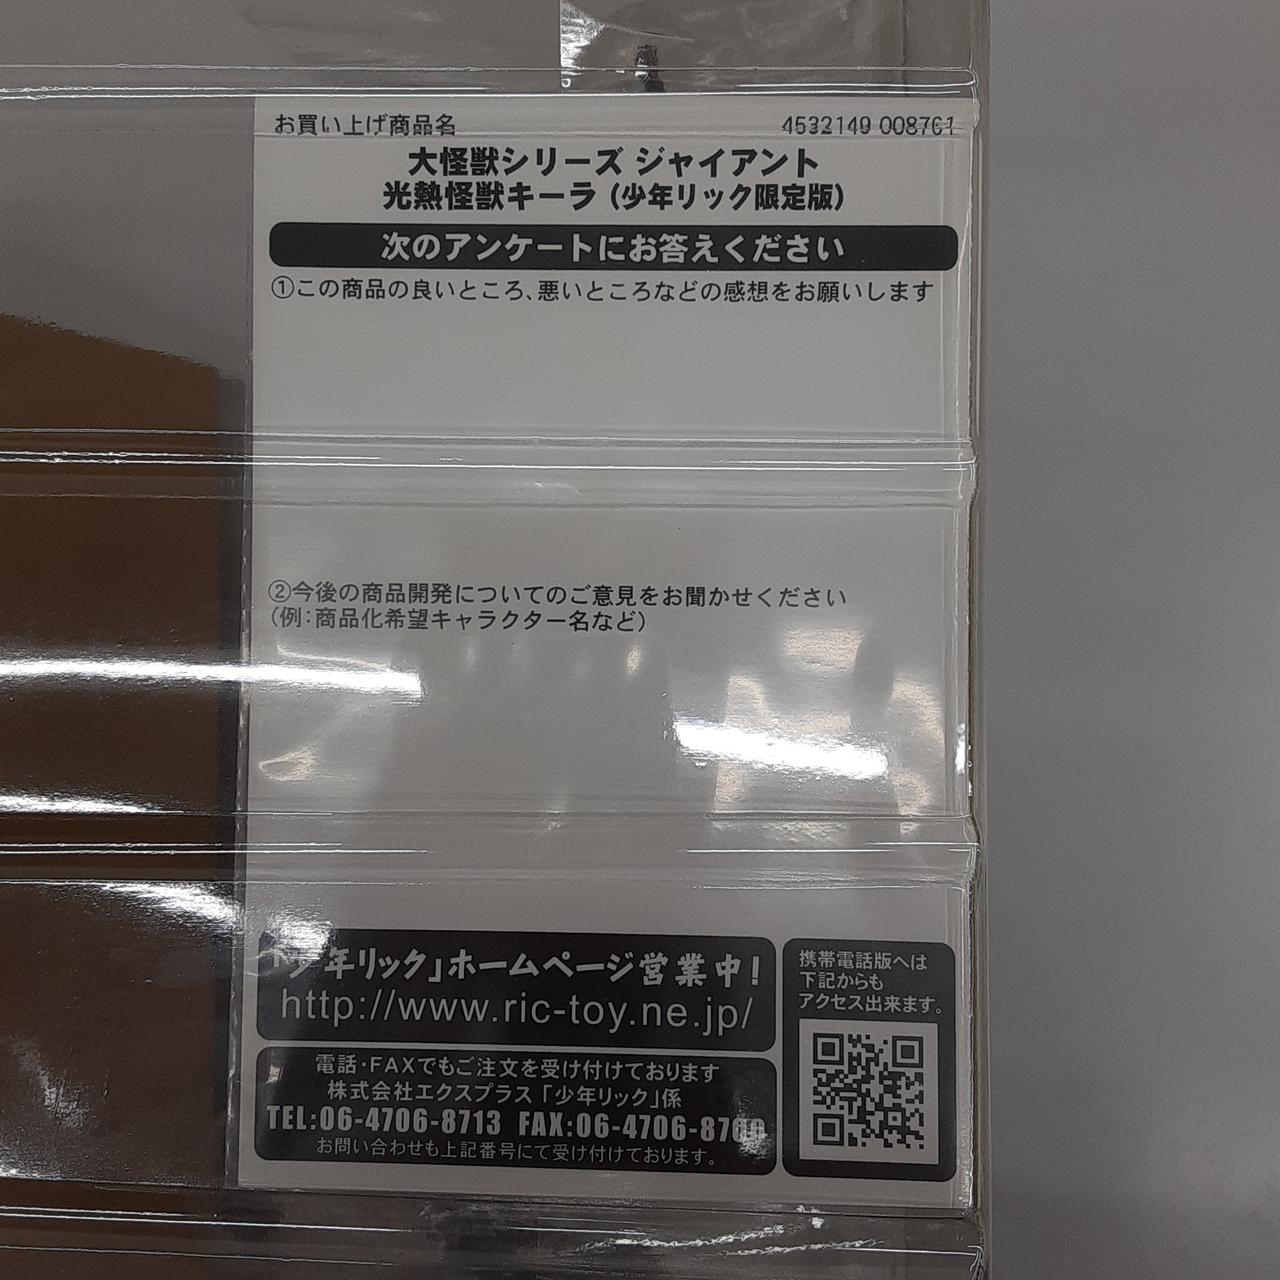 お買い上げ商品名 4532149 008761
大怪獣シリーズ ジャイアント
光熱怪獣キーラ（少年リック限定版）
次のアンケートにお答えください
①この商品の良いところ、悪いところなどの感想をお願いします
②今後の商品開発についてのご意見をお聞かせください
（例：商品化希望キャラクター名など）
「少年リック」ホームページ営業中！
http://www.ric-toy.ne.jp/
電話・FAXでもご注文を受け付けております
株式会社エクスプラス「少年リック」係
TEL:06-4706-8713 FAX:
お問い合わせも上記番号にて受け付けております。
携帯電話版へは
下記からも
アクセス出来ます。